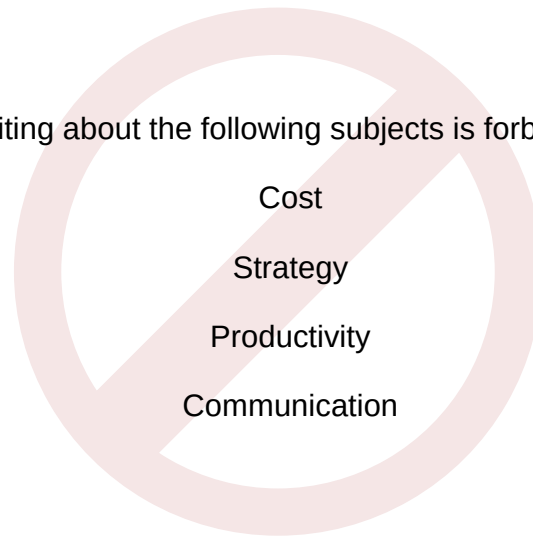 about the following subjects is
Cost
Strategy
Productivity
Communication